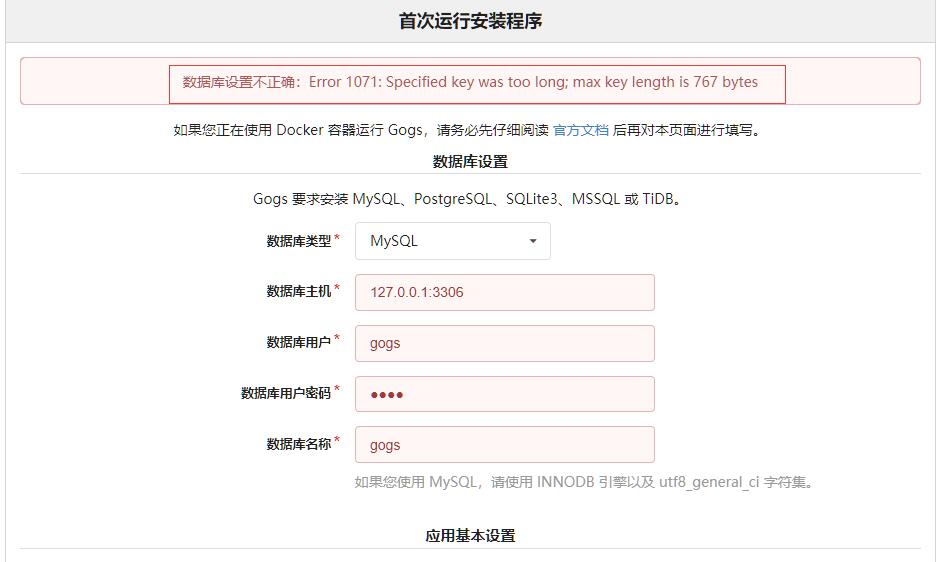 首次运行安装程序
数据库设置不正确：Error 1071: Specified key was too long; max key length is 767 bytes
如果您正在使用 Docker 容器运行 Gogs，请务必先仔细阅读 官方文档 后再对本页面进行填写。
数据库设置
Gogs 要求安装 MySQL、PostgreSQL、SQLite3、MSSQL 或 TiDB。
数据库类型* MySQL
数据库主机* 127.0.0.1:3306
数据库用户* gogs
数据库用户密码* ●●●●
数据库名称* gogs
如果您使用 MySQL，请使用 INNODB 引擎以及 utf8_general_ci 字符集。
应用基本设置